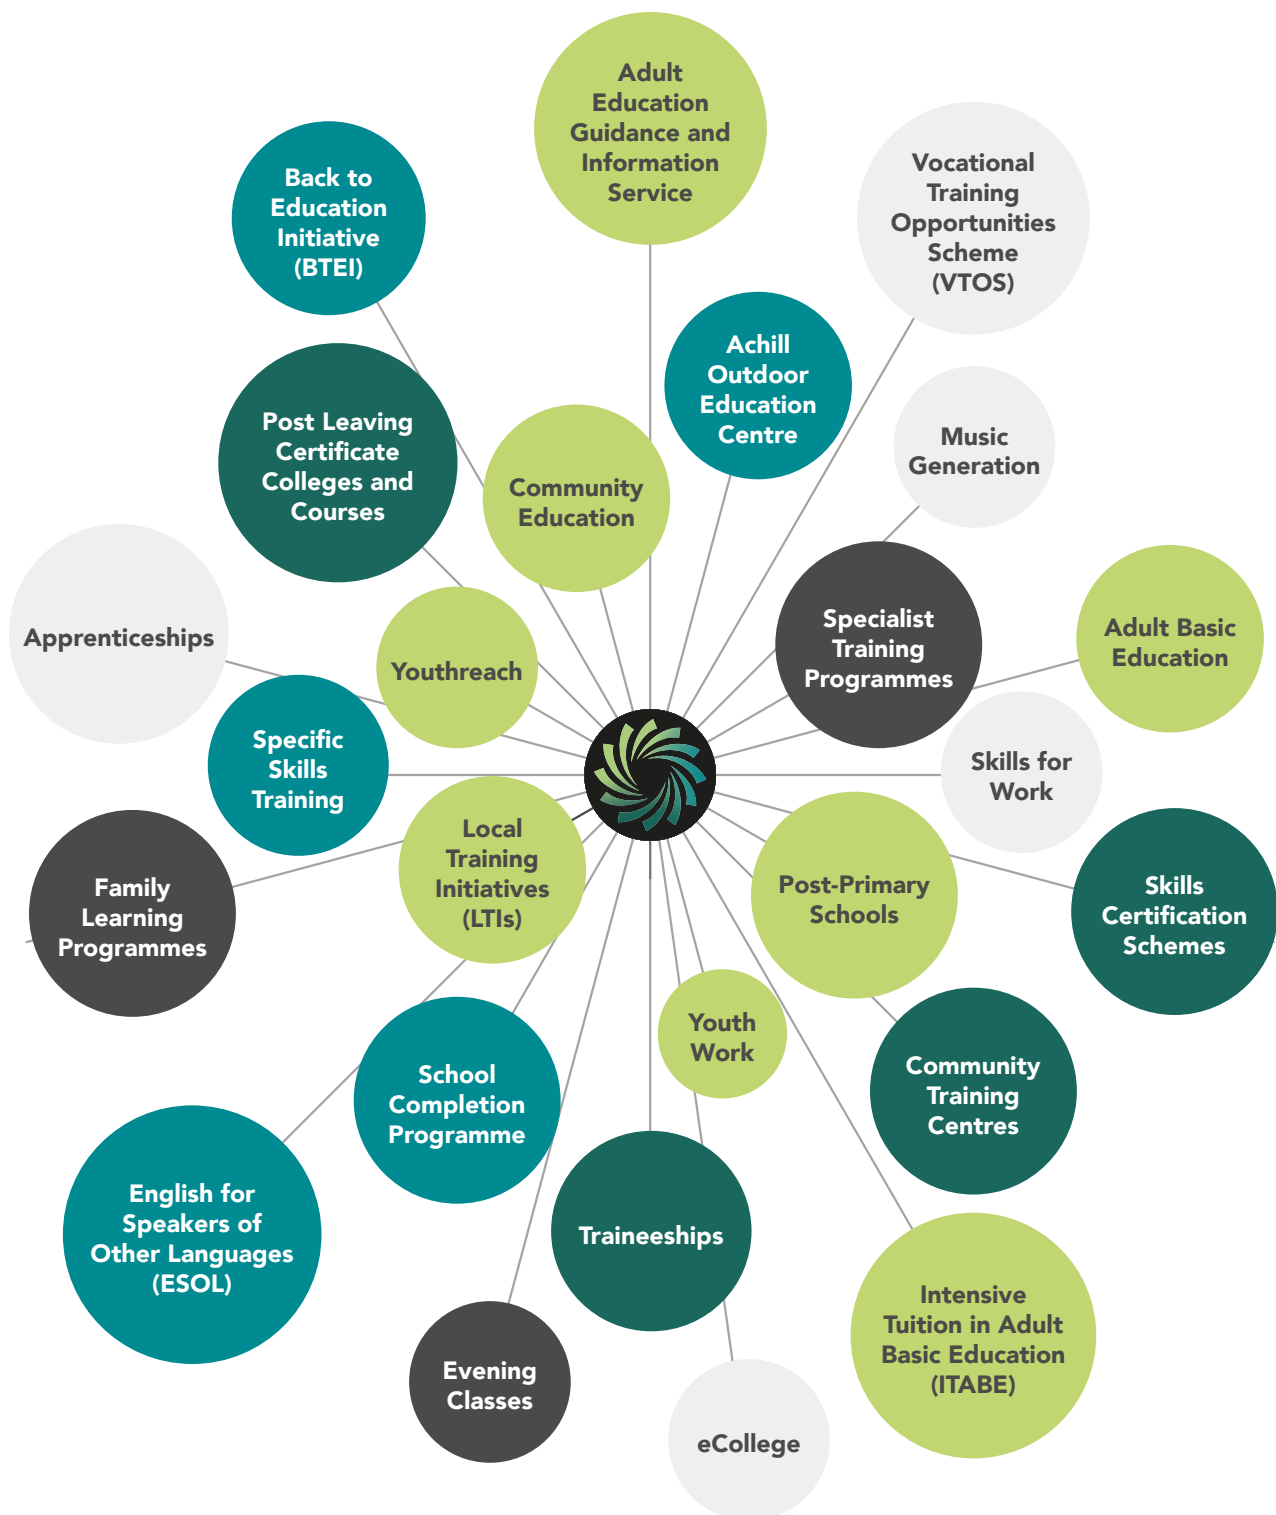 Adult
Education
Guidance and
Information
Service
Back to
Education
Initiative
(BTEI)
Vocational
Training
Opportunities
Scheme
(VTOS)
Achill
Outdoor
Education
Centre
Post Leaving
Certificate
Colleges and
Courses
Music
Generation
Community
Education
Apprenticeships
Youthreach
Specialist
Training
Programmes
Adult Basic
Education
Specific
Skills
Training
Skills for
Work
Local
Training
Initiatives
(LTIs)
Post-Primary
Schools
Family
Learning
Programmes
Skills
Certification
Schemes
Youth
Work
School
Completion
Programme
Community
Training
Centres
English for
Speakers of
Other Languages
(ESOL)
Traineeships
Intensive
Tuition in Adult
Basic Education
(ITABE)
Evening
Classes
eCollege